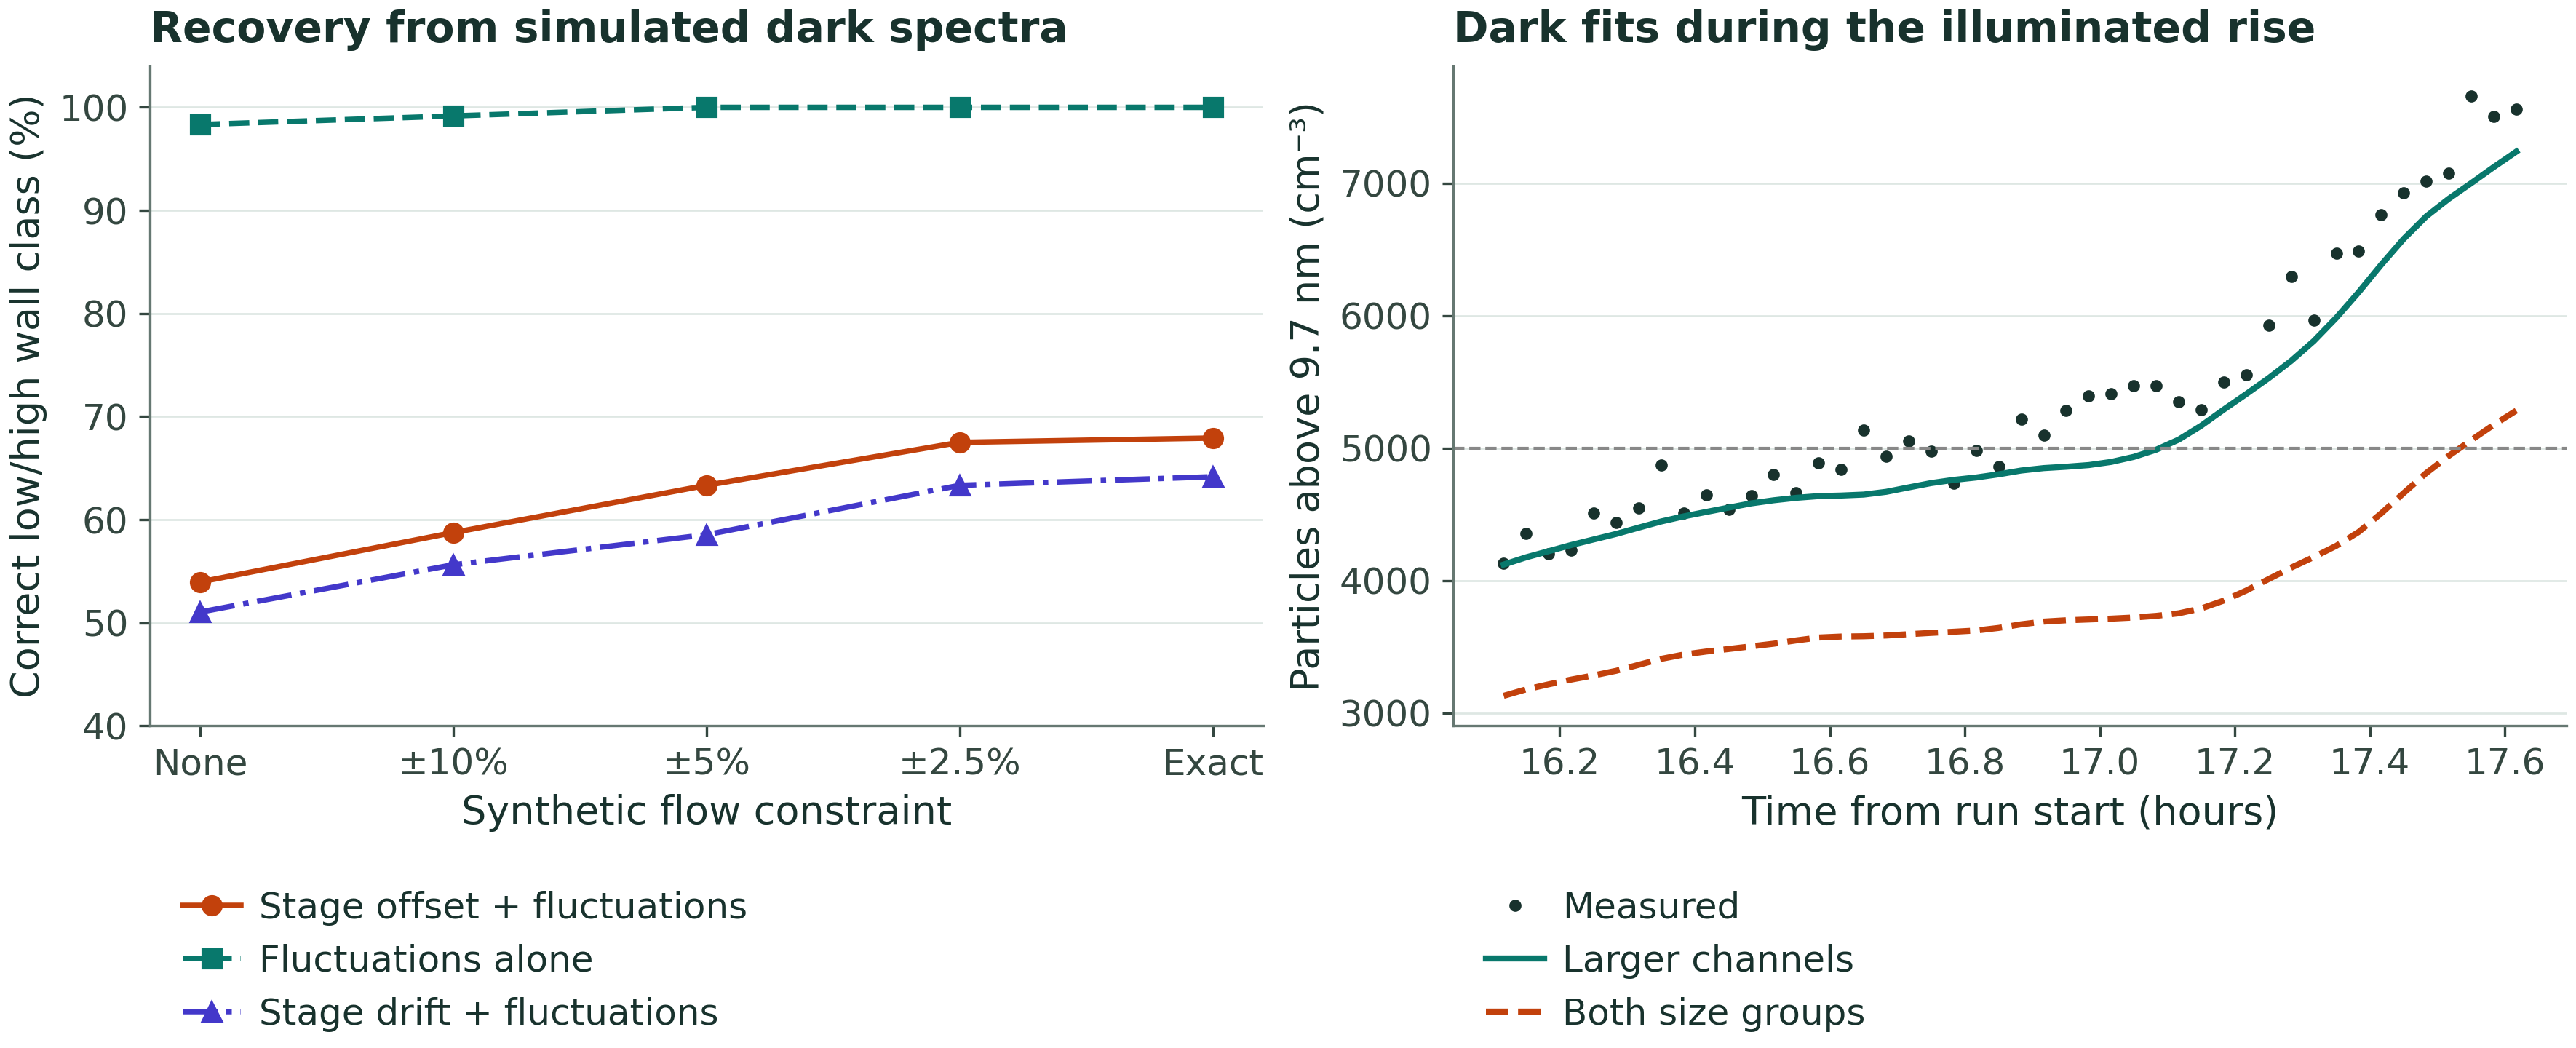 Recovery from simulated dark spectra
Correct low/high wall class (%)
100
90
80
70
60
50
40
None
±10%
±5%
±2.5%
Exact
Synthetic flow constraint
Stage offset + fluctuations
Fluctuations alone
Stage drift + fluctuations
Dark fits during the illuminated rise
Particles above 9.7 nm (cm⁻³)
7000
6000
5000
4000
3000
16.2
16.4
16.6
16.8
17.0
17.2
17.4
17.6
Time from run start (hours)
Measured
Larger channels
Both size groups